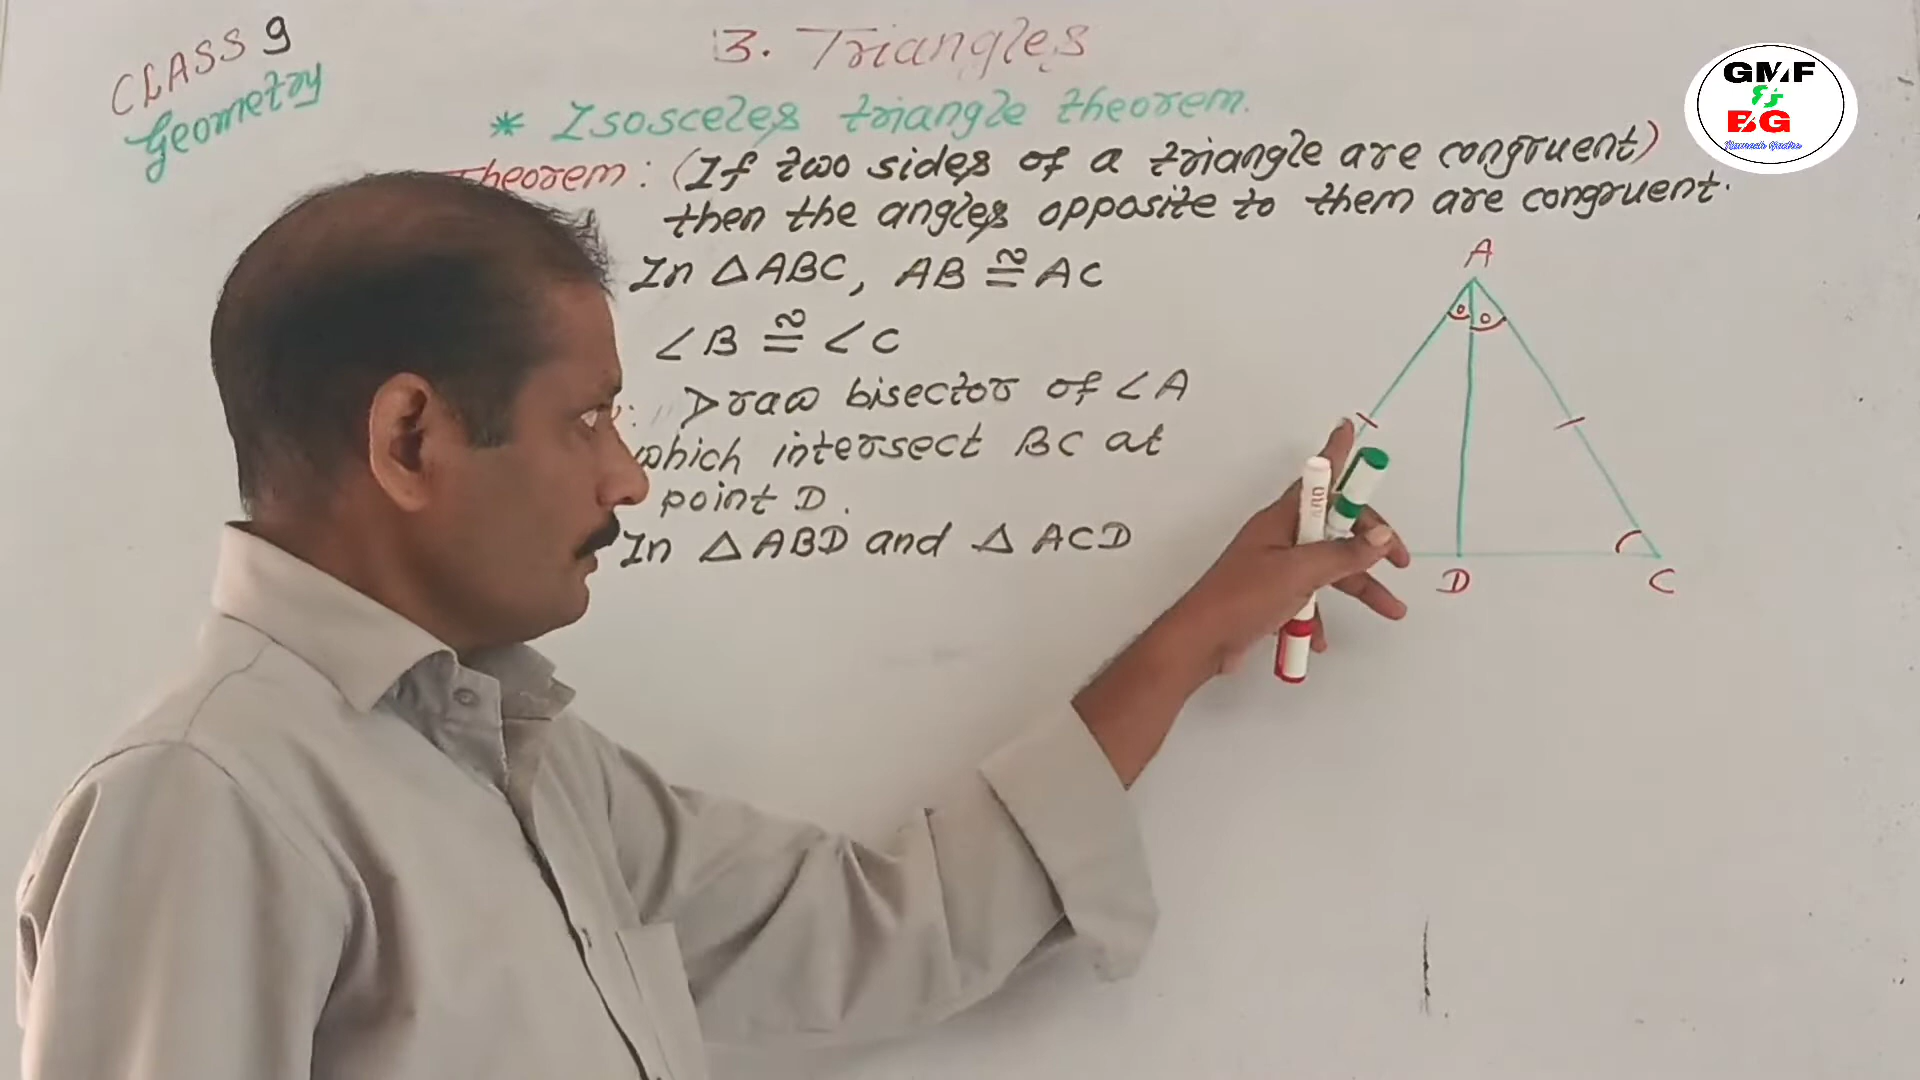 CLASS 9
Geometry
3. Triangles
* Isosceles triangle theorem.
Theorem: (If two sides of a triangle are congruent)
then the angles opposite to them are congruent.
In △ABC, AB ≅ AC
∠B ≅ ∠C
: Draw bisector of ∠A
which intersect BC at
point D.
In △ABD and △ACD
A
D
C
GMF
BG